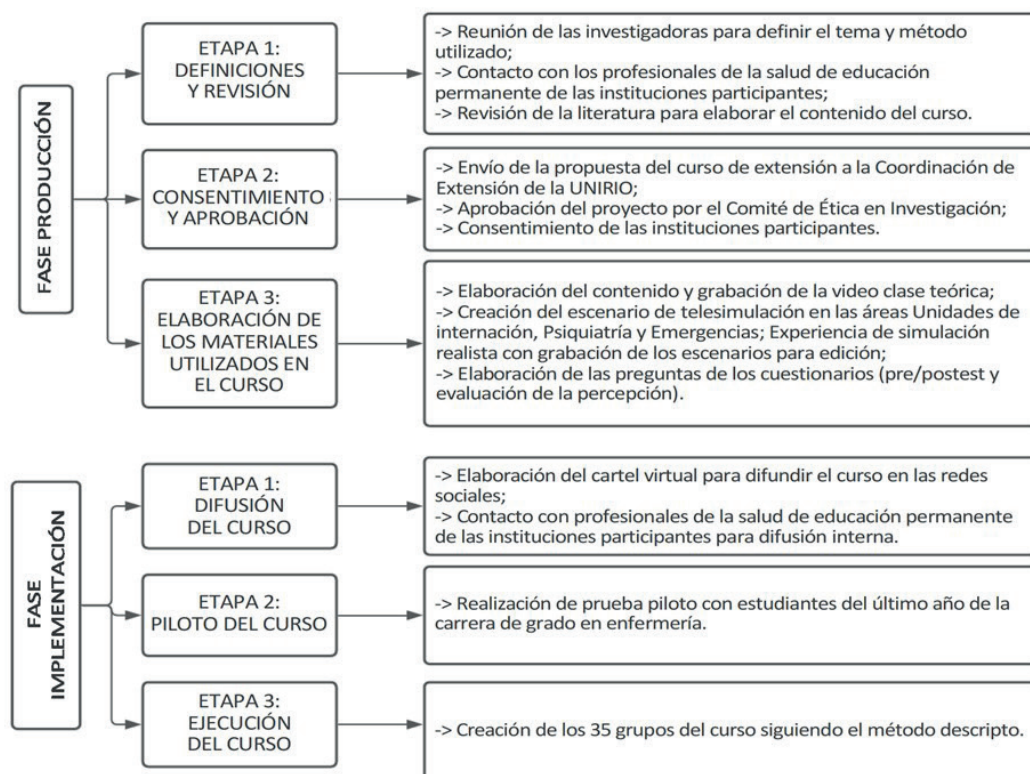 FASE PRODUCCIÓN
ETAPA 1:
DEFINICIONES
Y REVISIÓN
-> Reunión de las investigadoras para definir el tema y método
utilizado;
-> Contacto con los profesionales de la salud de educación
permanente de las instituciones participantes;
-> Revisión de la literatura para elaborar el contenido del curso.
ETAPA 2:
CONSENTIMIENTO
Y APROBACIÓN
-> Envío de la propuesta del curso de extensión a la Coordinación de
Extensión de la UNIRIO;
-> Aprobación del proyecto por el Comité de Ética en Investigación;
-> Consentimiento de las instituciones participantes.
ETAPA 3:
ELABORACIÓN DE
LOS MATERIALES
UTILIZADOS EN
EL CURSO
-> Elaboración del contenido y grabación de la video clase teórica;
-> Creación del escenario de telesimulación en las áreas Unidades de
internación, Psiquiatría y Emergencias; Experiencia de simulación
realista con grabación de los escenarios para edición;
-> Elaboración de las preguntas de los cuestionarios (pre/postest y
evaluación de la percepción).
FASE
IMPLEMENTACIÓN
ETAPA 1:
DIFUSIÓN
DEL CURSO
-> Elaboración del cartel virtual para difundir el curso en las redes
sociales;
-> Contacto con profesionales de la salud de educación permanente
de las instituciones participantes para difusión interna.
ETAPA 2:
PILOTO DEL CURSO
-> Realización de prueba piloto con estudiantes del último año de la
carrera de grado en enfermería.
ETAPA 3:
EJECUCIÓN
DEL CURSO
-> Creación de los 35 grupos del curso siguiendo el método descripto.